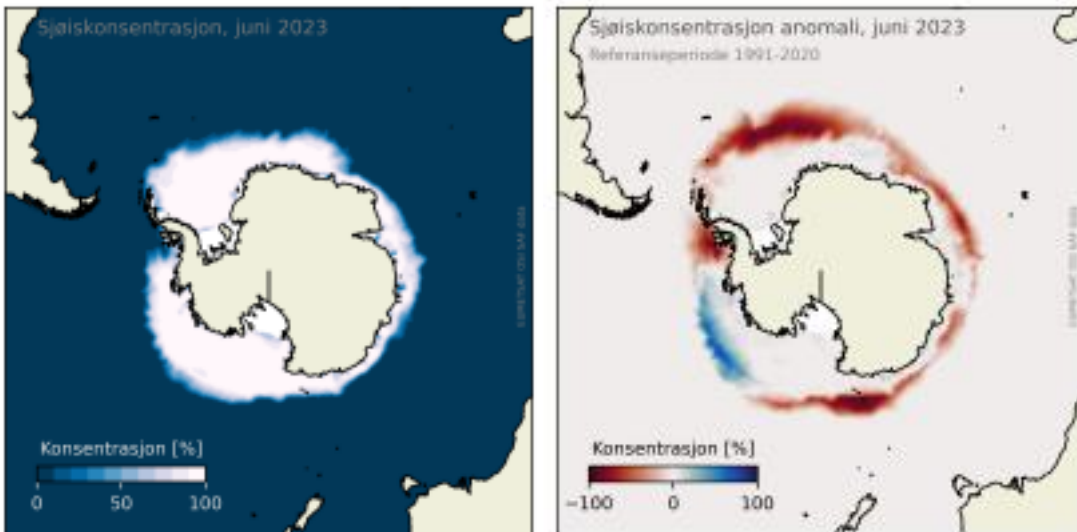 Sjøiskonsentrasjon, juni 2023
Konsentrasjon [%]
0 50 100
Sjøiskonsentrasjon anomali, juni 2023
Referanseperiode 1991-2020
Konsentrasjon [%]
−100 0 100